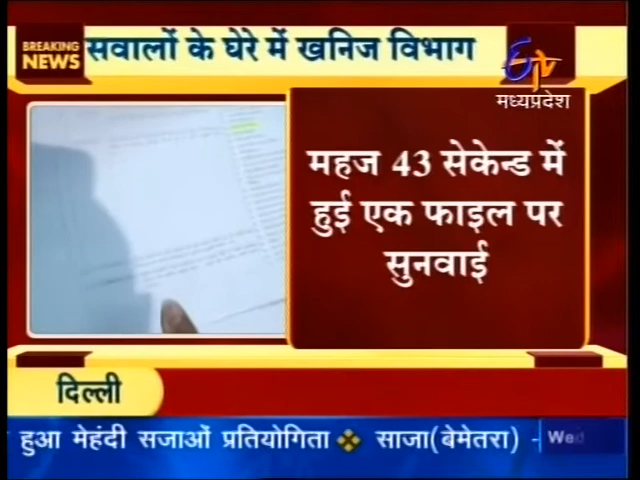 BREAKING
NEWS
सवालों के घेरे में खनिज विभाग
ETV
मध्यप्रदेश
महज 43 सेकेन्ड में
हुई एक फाइल पर
सुनवाई
दिल्ली
हुआ मेहंदी सजाओं प्रतियोगिता ❖ साजा(बेमेतरा) -
Wed